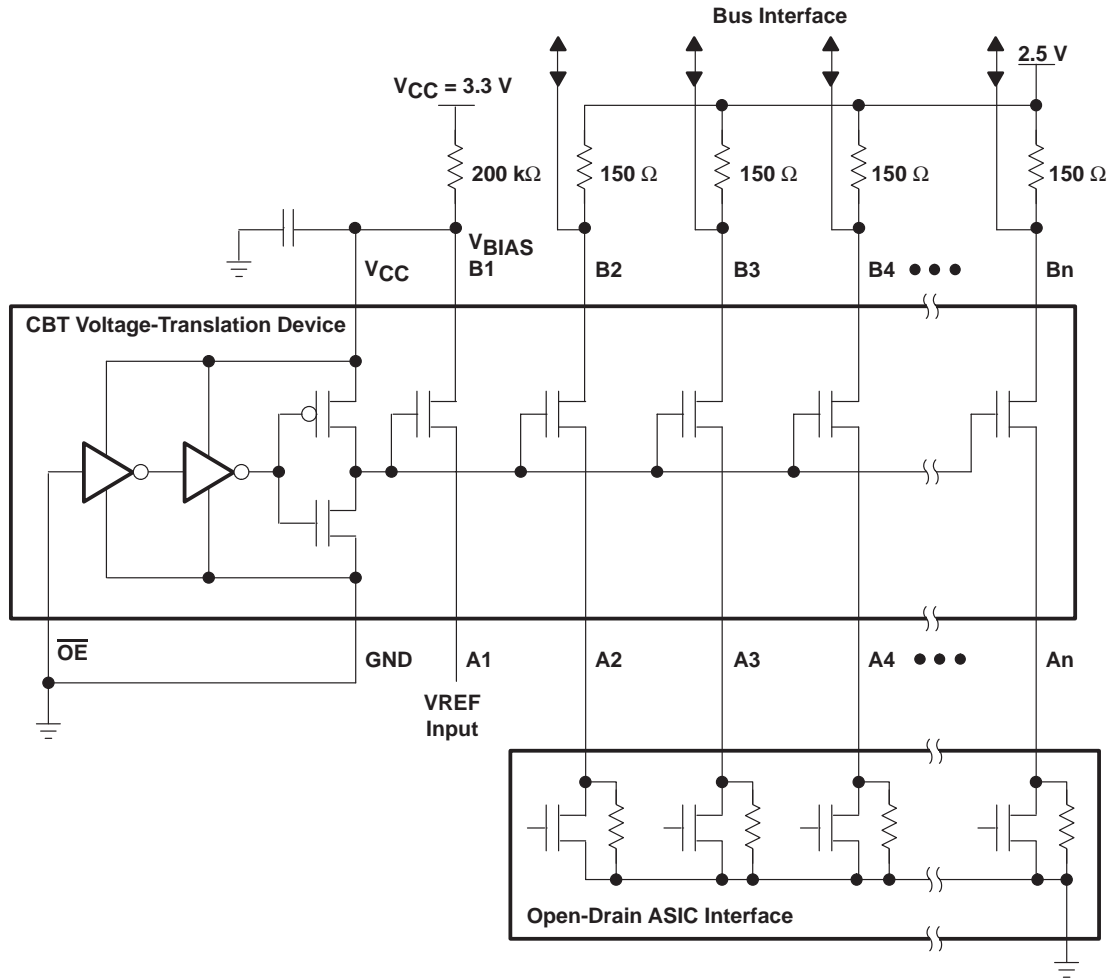 Bus Interface
2.5 V
VCC = 3.3 V
200 kΩ
150 Ω
150 Ω
150 Ω
150 Ω
VBIAS
VCC
B1
B2
B3
B4
Bn
CBT Voltage-Translation Device
OE
GND
A1
A2
A3
A4
An
VREF
Input
Open-Drain ASIC Interface